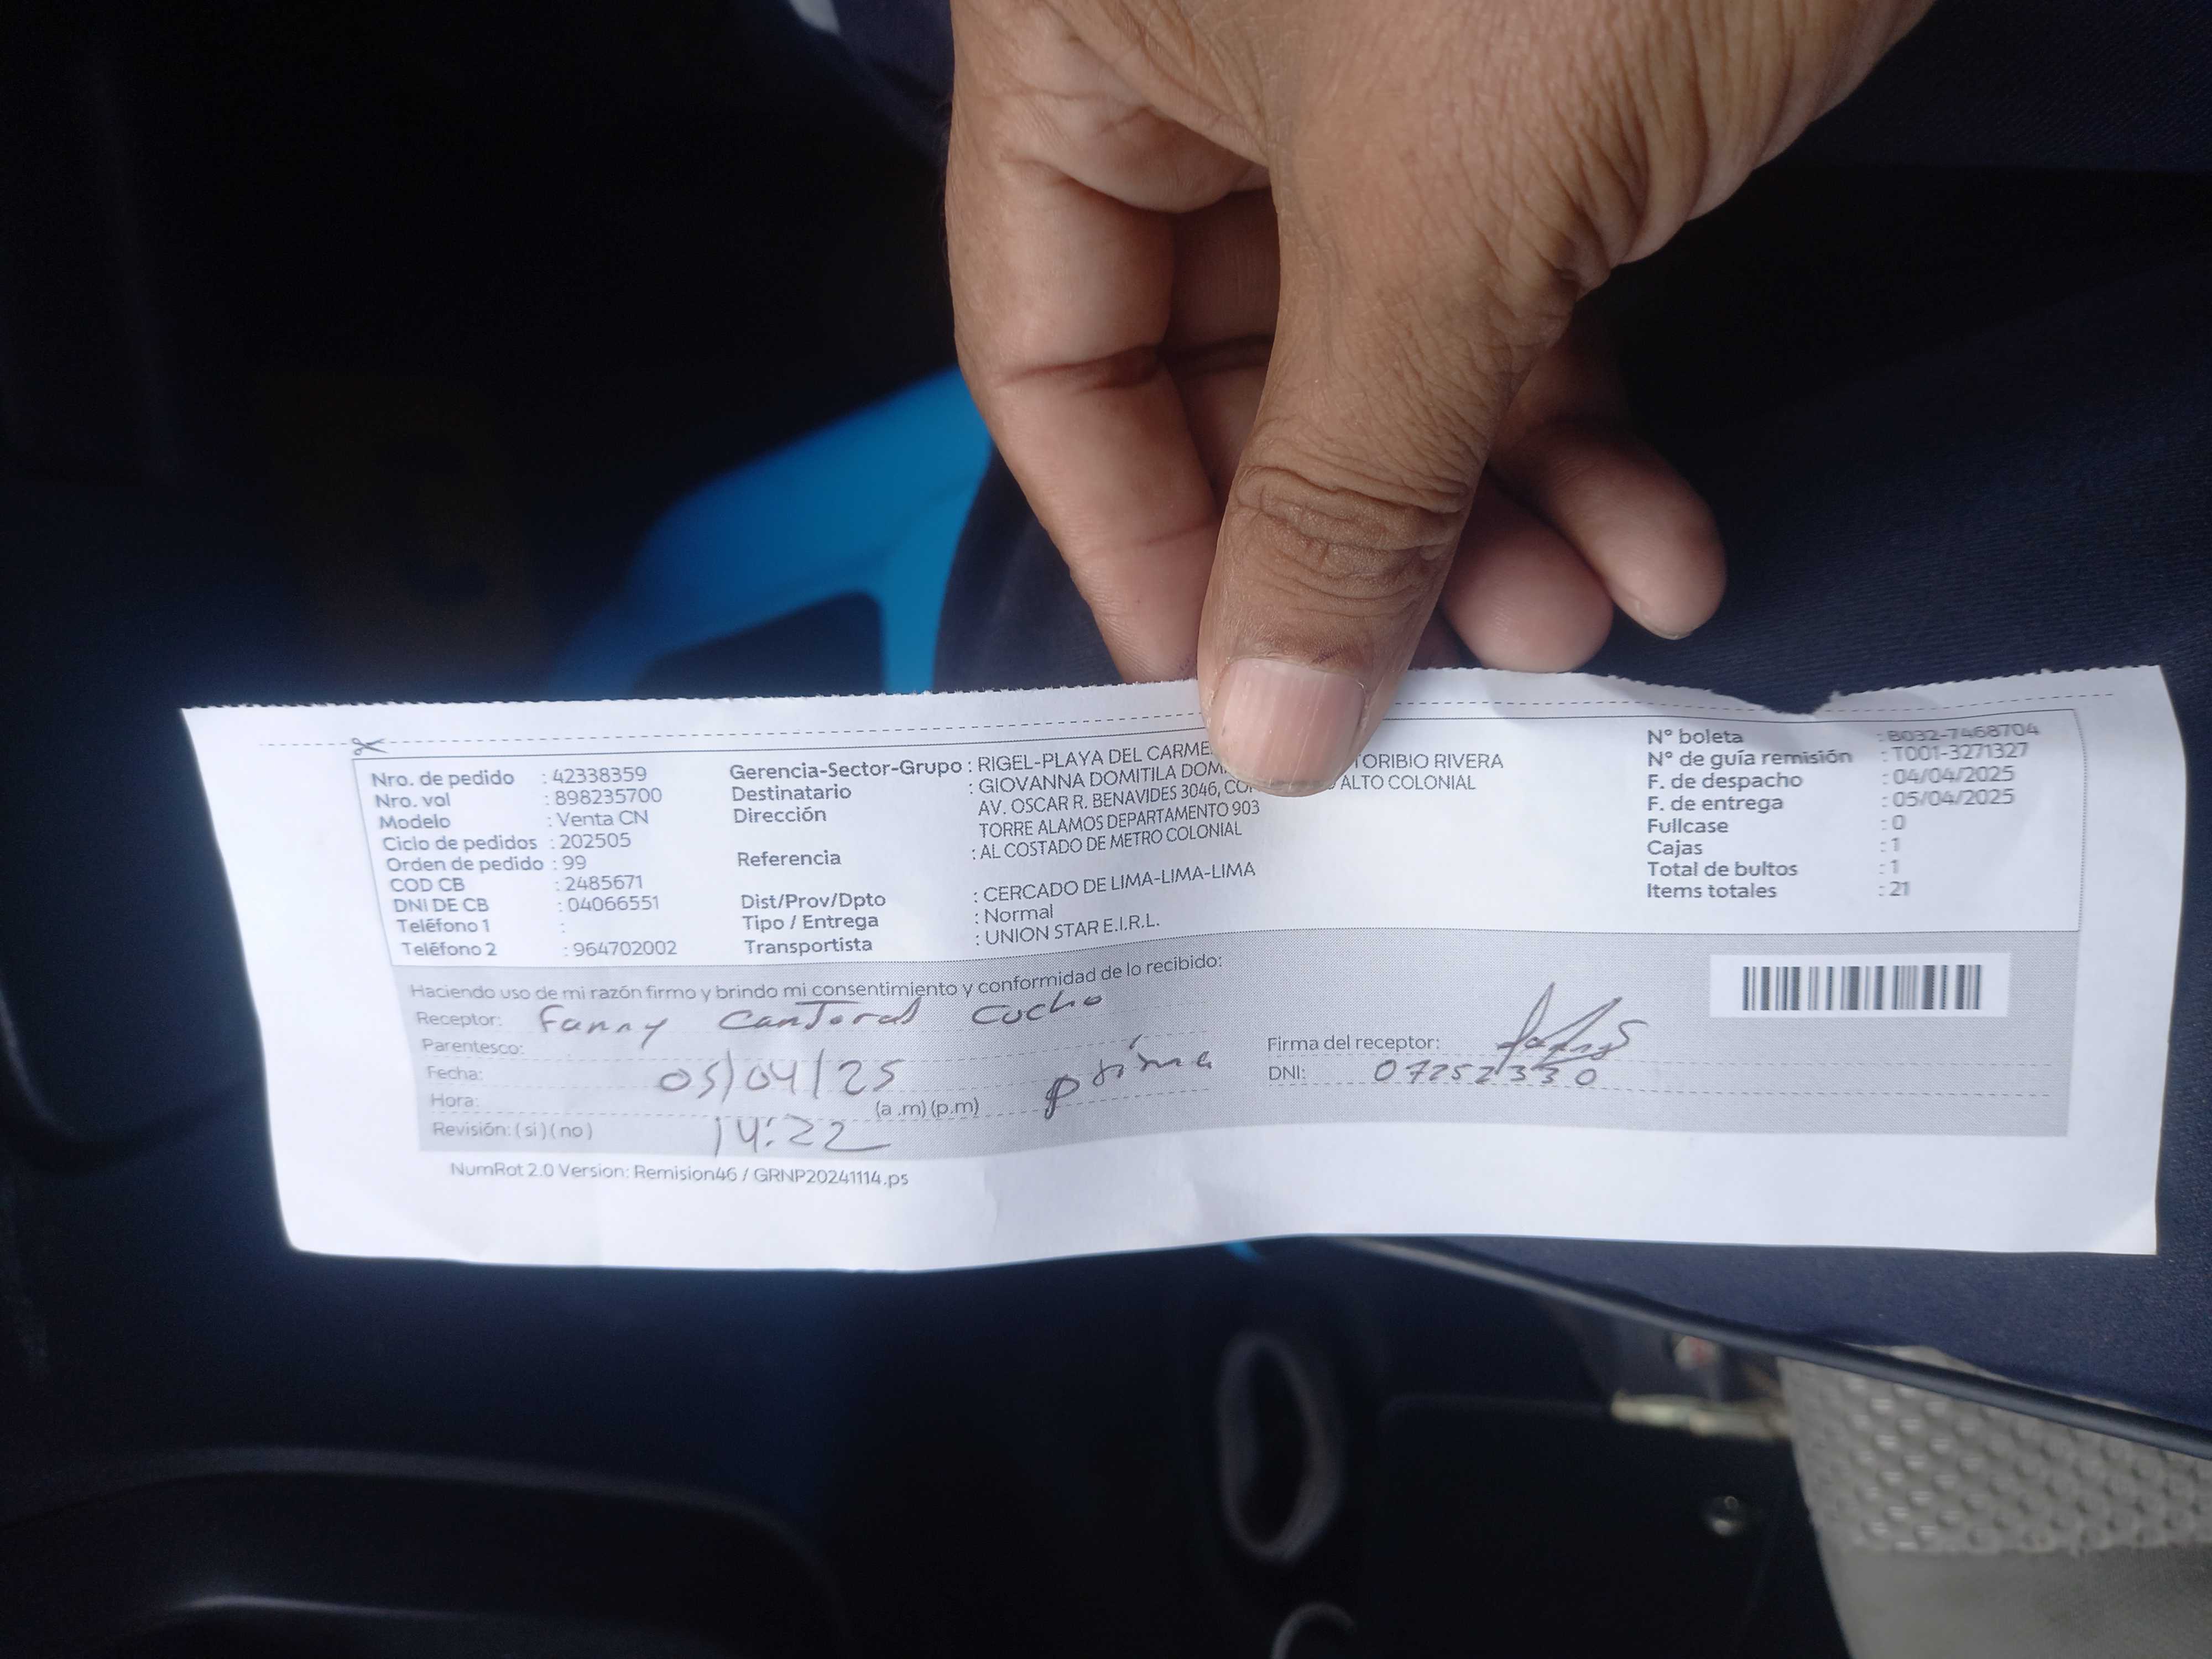 Nro. de pedido : 42338359
Nro. vol : 898235700
Modelo : Venta CN
Ciclo de pedidos : 202505
Orden de pedido : 99
COD CB : 2485671
DNI DE CB : 04066551
Teléfono 1 :
Teléfono 2 : 964702002
Gerencia-Sector-Grupo : RIGEL-PLAYA DEL CARME
Destinatario : GIOVANNA DOMITILA TORIBIO RIVERA
Dirección AV. OSCAR R. BENAVIDES 3046, ALTO COLONIAL
TORRE ALAMOS DEPARTAMENTO 903
Referencia : AL COSTADO DE METRO COLONIAL
Dist/Prov/Dpto : CERCADO DE LIMA-LIMA-LIMA
Tipo / Entrega : Normal
Transportista : UNION STAR E.I.R.L.
N° boleta : B032-7468704
N° de guía remisión : T001-3271327
F. de despacho : 04/04/2025
F. de entrega : 05/04/2025
Fullcase : 0
Cajas : 1
Total de bultos : 1
Items totales : 21
Haciendo uso de mi razón firmo y brindo mi consentimiento y conformidad de lo recibido:
Receptor: Fanny Cantoral Cucho
Parentesco: prima
Fecha: 05/04/25
Hora: 14:22 (a.m) (p.m)
Revisión: (si) (no)
Firma del receptor:
DNI: 07252330
NumRot 2.0 Version: Remision46 / GRNP20241114.ps